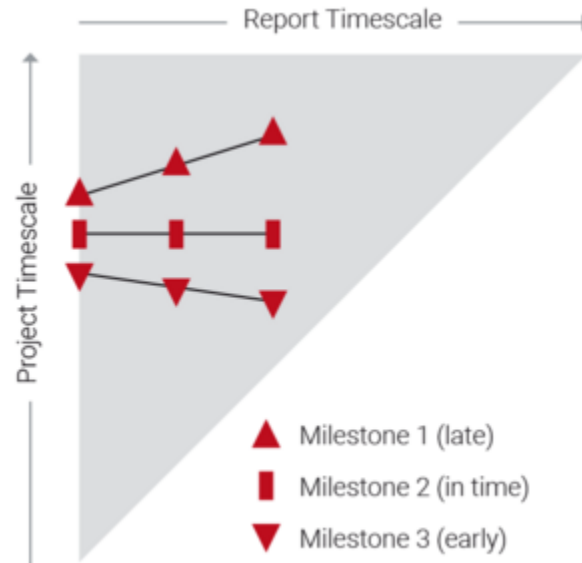 Report Timescale
Project Timescale
Milestone 1 (late)
Milestone 2 (in time)
Milestone 3 (early)